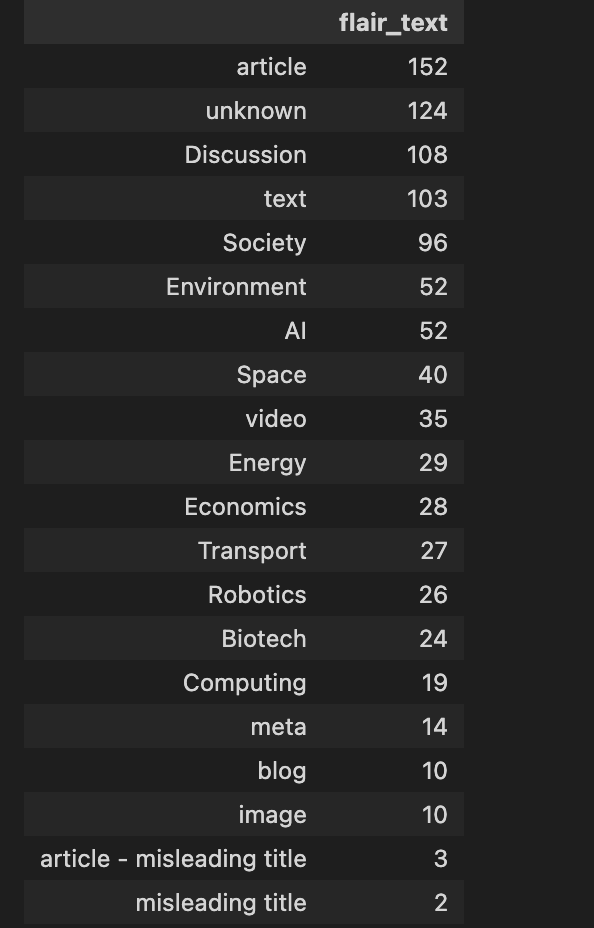 flair_text
article 152
unknown 124
Discussion 108
text 103
Society 96
Environment 52
AI 52
Space 40
video 35
Energy 29
Economics 28
Transport 27
Robotics 26
Biotech 24
Computing 19
meta 14
blog 10
image 10
article - misleading title 3
misleading title 2